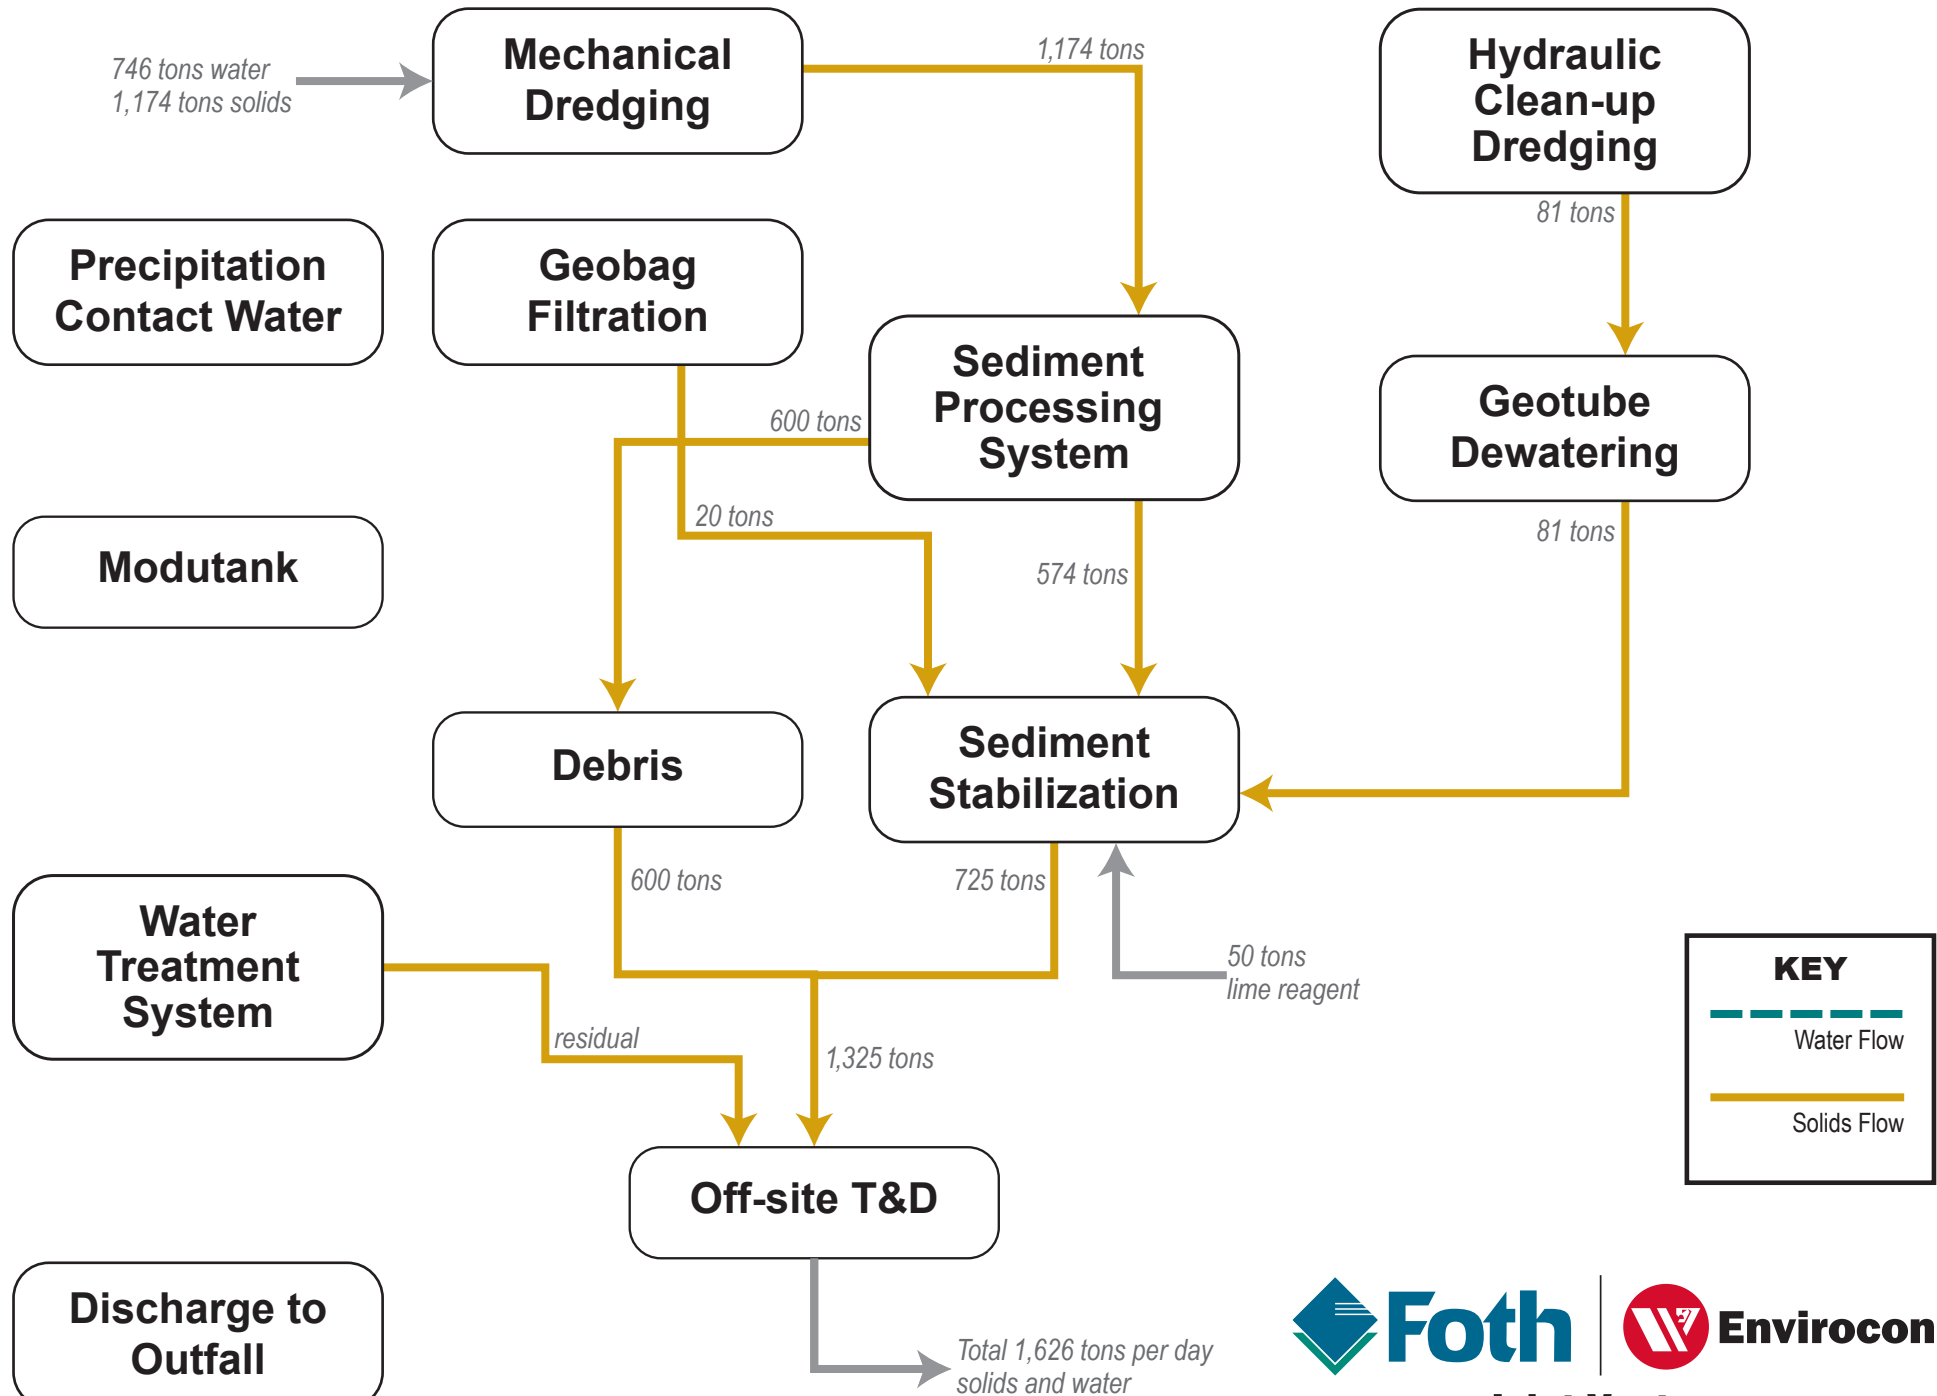 746 tons water
1,174 tons solids
Mechanical
Dredging
1,174 tons
Hydraulic
Clean-up
Dredging
81 tons
Precipitation
Contact Water
Geobag
Filtration
Sediment
Processing
System
600 tons
Geotube
Dewatering
20 tons
574 tons
81 tons
Modutank
Debris
Sediment
Stabilization
600 tons
725 tons
50 tons
lime reagent
Water
Treatment
System
residual
1,325 tons
KEY
Water Flow
Solids Flow
Off-site T&D
Discharge to
Outfall
Total 1,626 tons per day
solids and water
Foth
Envirocon